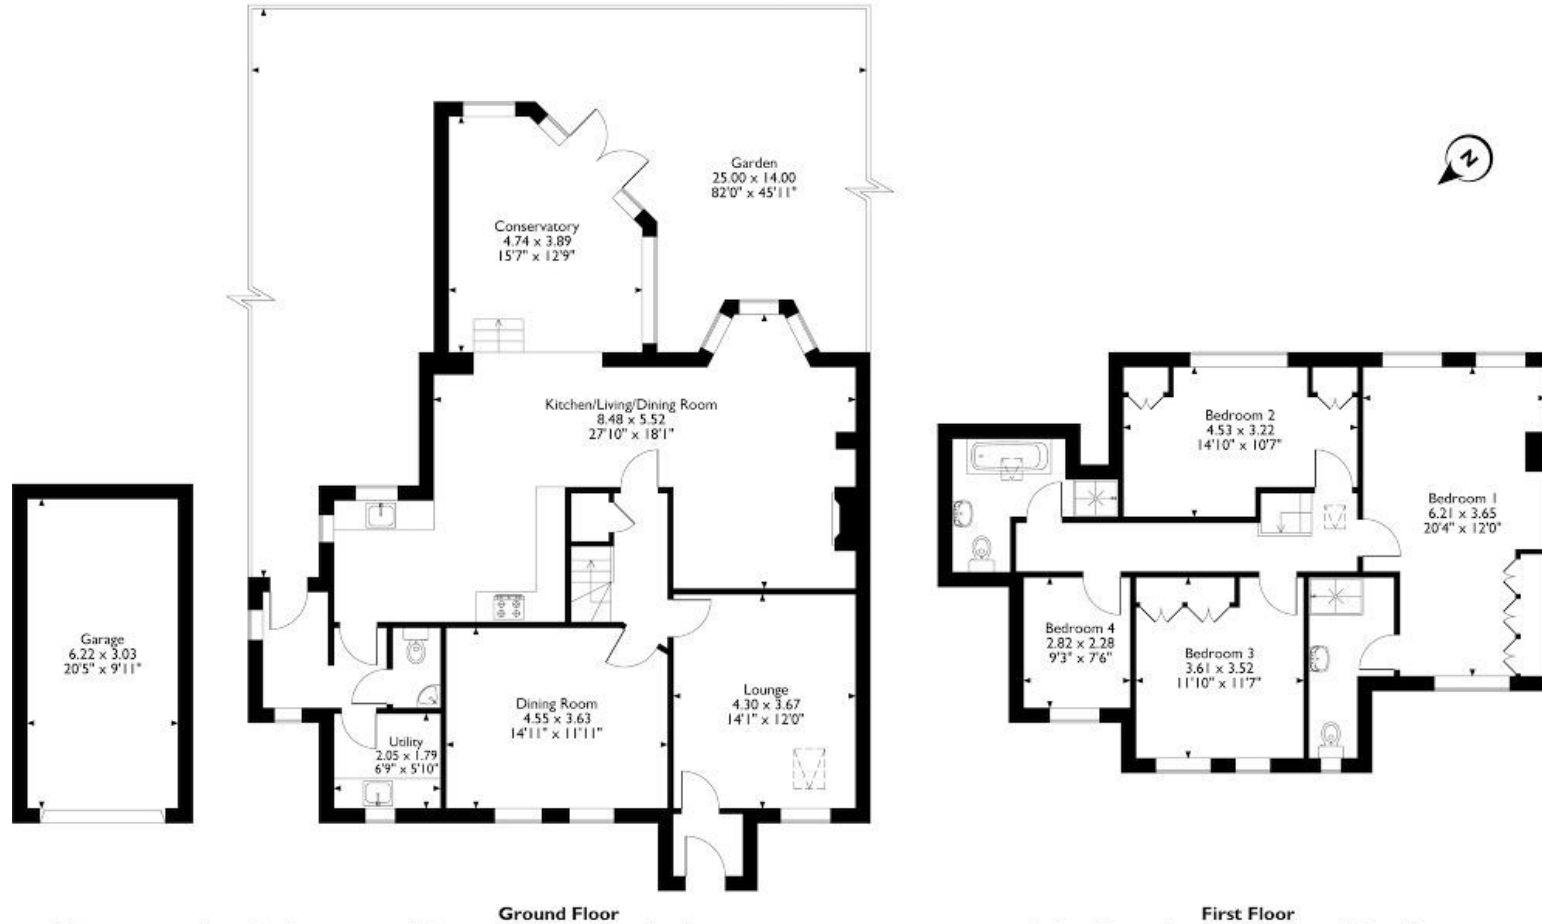 Garden
25.00 x 14.00
82'0" x 45'11"
N
Conservatory
4.74 x 3.89
15'7" x 12'9"
Kitchen/Living/Dining Room
8.48 x 5.52
27'10" x 18'1"
Garage
6.22 x 3.03
20'5" x 9'11"
Dining Room
4.55 x 3.63
14'11" x 11'11"
Lounge
4.30 x 3.67
14'1" x 12'0"
Utility
2.05 x 1.79
6'9" x 5'10"
Ground Floor
Bedroom 2
4.53 x 3.22
14'10" x 10'7"
Bedroom 1
6.21 x 3.65
20'4" x 12'0"
Bedroom 4
2.82 x 2.28
9'3" x 7'6"
Bedroom 3
3.61 x 3.52
11'10" x 11'7"
First Floor